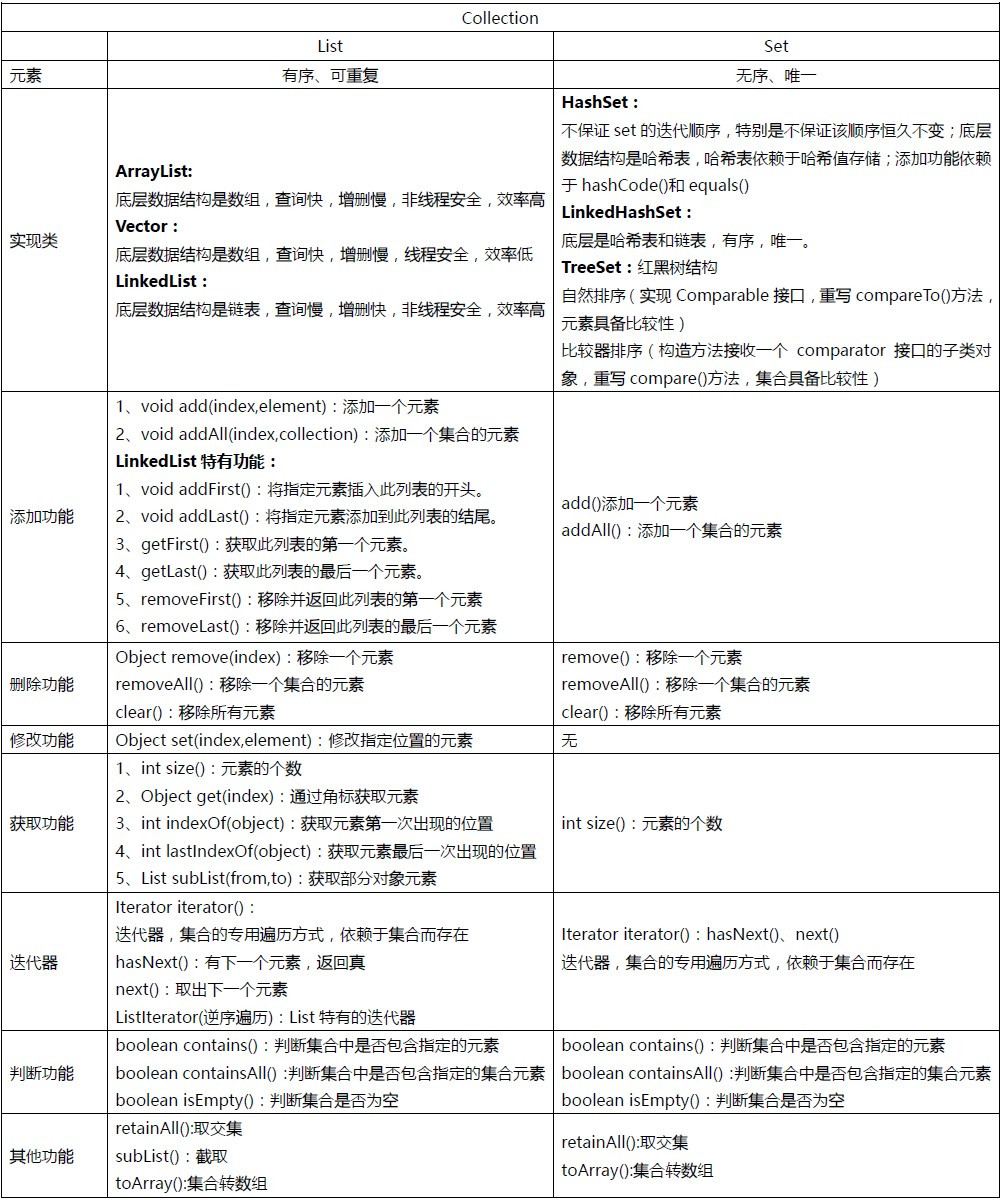 Collection
List
Set
元素
有序、可重复
无序、唯一
实现类
ArrayList:
底层数据结构是数组，查询快，增删慢，非线程安全，效率高
Vector：
底层数据结构是数组，查询快，增删慢，线程安全，效率低
LinkedList：
底层数据结构是链表，查询慢，增删快，非线程安全，效率高
HashSet：
不保证 set 的迭代顺序，特别是不保证该顺序恒久不变；底层
数据结构是哈希表，哈希表依赖于哈希值存储；添加功能依赖
于 hashCode()和 equals()
LinkedHashSet：
底层是哈希表和链表，有序，唯一。
TreeSet：红黑树结构
自然排序（实现 Comparable 接口，重写 compareTo()方法，
元素具备比较性）
比较器排序（构造方法接收一个 comparator 接口的子类对
象，重写 compare()方法，集合具备比较性）
添加功能
1、void add(index,element)：添加一个元素
2、void addAll(index,collection)：添加一个集合的元素
LinkedList 特有功能：
1、void addFirst()：将指定元素插入此列表的开头。
2、void addLast()：将指定元素添加到此列表的结尾。
3、getFirst()：获取此列表的第一个元素。
4、getLast()：获取此列表的最后一个元素。
5、removeFirst()：移除并返回此列表的第一个元素
6、removeLast()：移除并返回此列表的最后一个元素
add()添加一个元素
addAll()：添加一个集合的元素
删除功能
Object remove(index)：移除一个元素
removeAll()：移除一个集合的元素
clear()：移除所有元素
remove()：移除一个元素
removeAll()：移除一个集合的元素
clear()：移除所有元素
修改功能
Object set(index,element)：修改指定位置的元素
无
获取功能
1、int size()：元素的个数
2、Object get(index)：通过角标获取元素
3、int indexOf(object)：获取元素第一次出现的位置
4、int lastIndexOf(object)：获取元素最后一次出现的位置
5、List subList(from,to)：获取部分对象元素
int size()：元素的个数
迭代器
Iterator iterator()：
迭代器，集合的专用遍历方式，依赖于集合而存在
hasNext()：有下一个元素，返回真
next()：取出下一个元素
ListIterator(逆序遍历)：List 特有的迭代器
Iterator iterator()：hasNext()、next()
迭代器，集合的专用遍历方式，依赖于集合而存在
判断功能
boolean contains()：判断集合中是否包含指定的元素
boolean containsAll() :判断集合中是否包含指定的集合元素
boolean isEmpty()：判断集合是否为空
boolean contains()：判断集合中是否包含指定的元素
boolean containsAll() :判断集合中是否包含指定的集合元素
boolean isEmpty()：判断集合是否为空
其他功能
retainAll():取交集
subList()：截取
toArray():集合转数组
retainAll():取交集
toArray():集合转数组